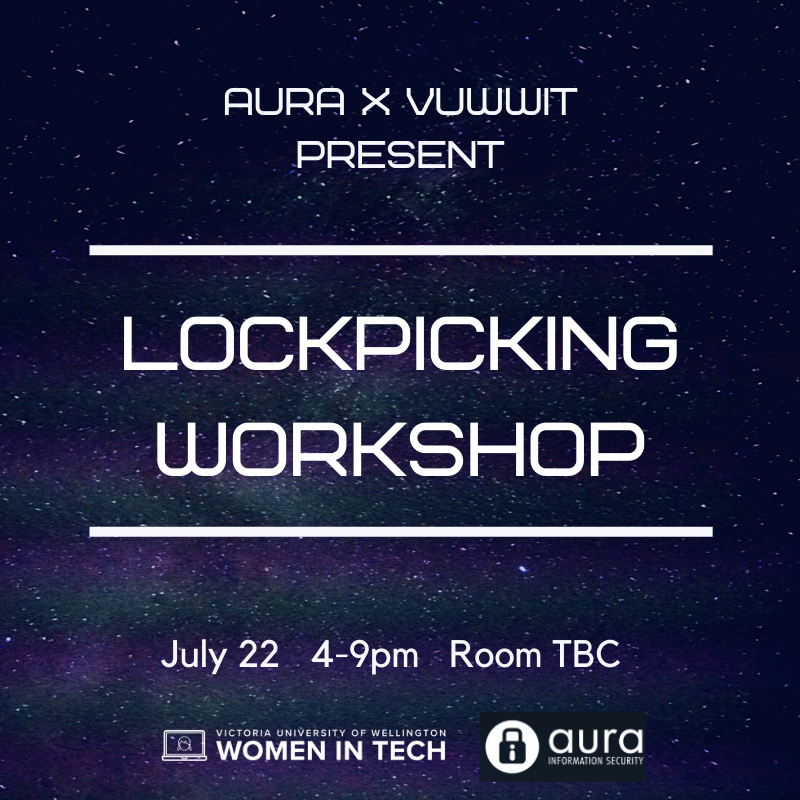 AURA X VUWWIT
PRESENT
LOCKPICKING
WORKSHOP
July 22 4-9pm Room TBC
VICTORIA UNIVERSITY OF WELLINGTON
WOMEN IN TECH
aura
INFORMATION SECURITY